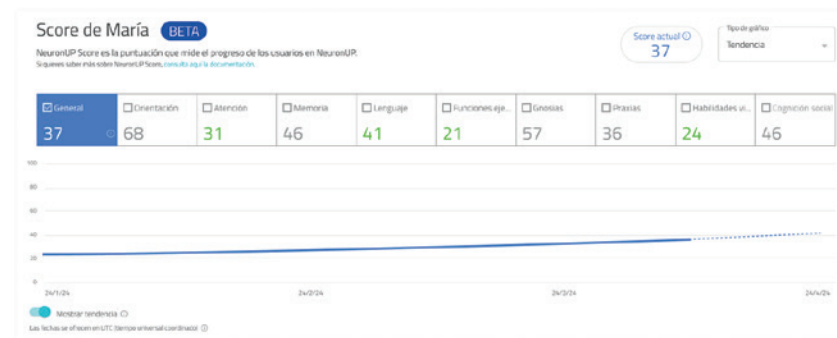 Score de María BETA
NeuronUP Score es la puntuación que mide el progreso de los usuarios en NeuronUP.
Si quieres saber más sobre NeuronUP Score, consulta aquí la documentación.
Score actual
37
Tipo de gráfico
Tendencia
General Orientación Atención Memoria Lenguaje Funciones eje... Gnosias Praxias Habilidades vi... Cognición social
37 68 31 46 41 21 57 36 24 46
100
80
60
40
20
0
24/1/24 24/2/24 24/3/24 24/4/24
Mostrar tendencia
Las fechas se ofrecen en UTC (tiempo universal coordinado)